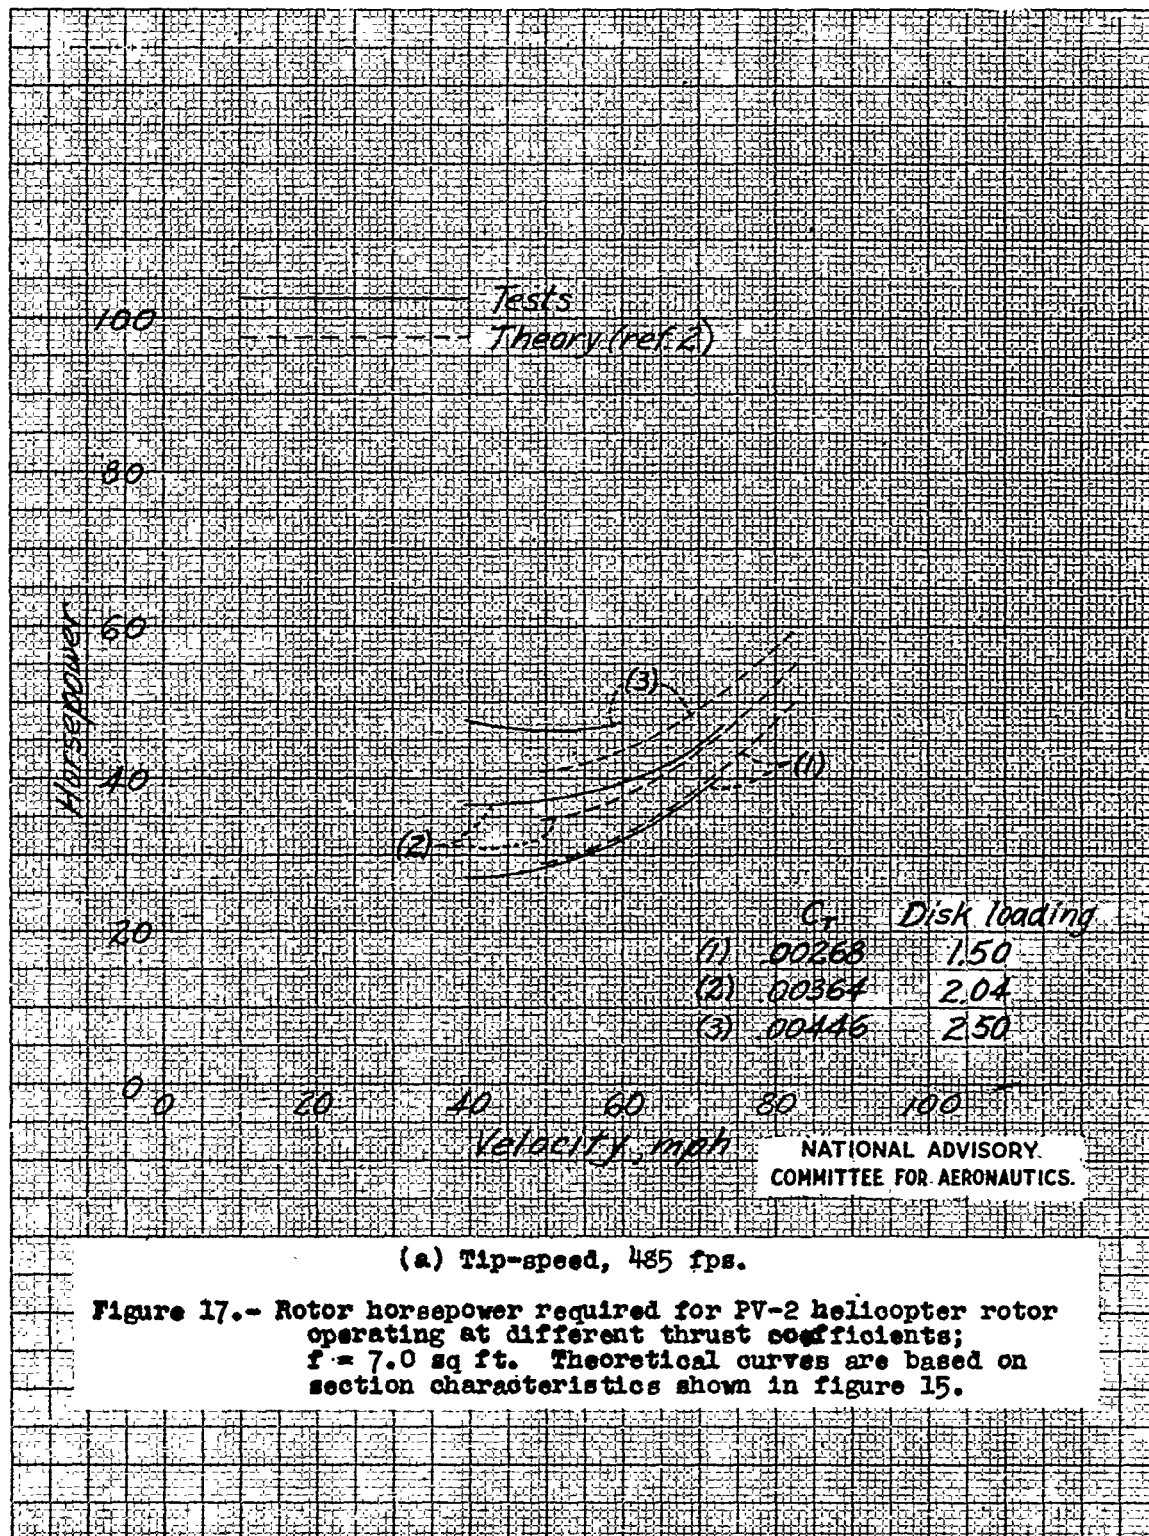 Tests
Theory (ref. 2)
100
80
60
40
20
0
Horsepower
(3)
(1)
(2)
C_T Disk loading
(1) .00268 1.50
(2) .00364 2.04
(3) .00446 2.50
0 20 40 60 80 100
Velocity, mph
NATIONAL ADVISORY
COMMITTEE FOR AERONAUTICS.
(a) Tip-speed, 485 fps.
Figure 17.- Rotor horsepower required for PV-2 helicopter rotor
operating at different thrust coefficients;
f = 7.0 sq ft. Theoretical curves are based on
section characteristics shown in figure 15.